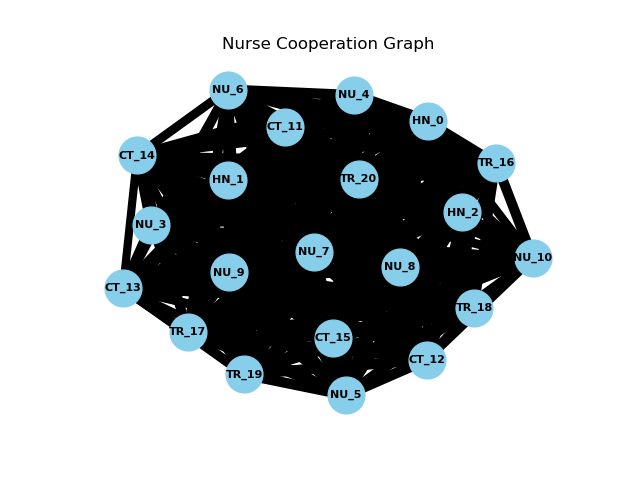 Nurse Cooperation Graph
NU_6
NU_4
HN_0
CT_11
CT_14
TR_16
HN_1
TR_20
HN_2
NU_3
NU_7
NU_10
NU_8
NU_9
CT_13
TR_18
TR_17
CT_15
CT_12
TR_19
NU_5